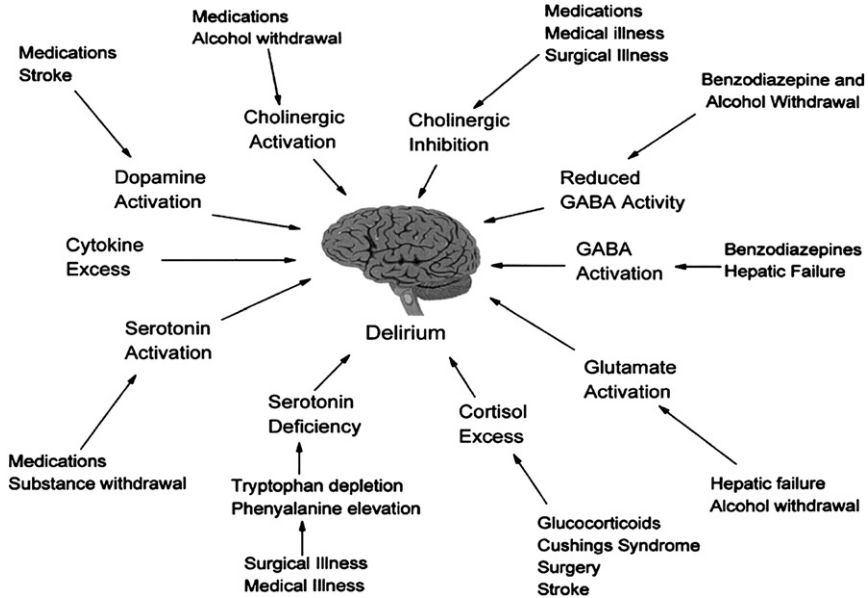 Medications
Alcohol withdrawal
Medications
Medical illness
Surgical Illness
Medications
Stroke
Benzodiazepine and
Alcohol Withdrawal
Cholinergic
Activation
Cholinergic
Inhibition
Dopamine
Activation
Reduced
GABA Activity
Cytokine
Excess
GABA
Activation
Benzodiazepines
Hepatic Failure
Delirium
Serotonin
Activation
Glutamate
Activation
Serotonin
Deficiency
Cortisol
Excess
Medications
Substance withdrawal
Tryptophan depletion
Phenyalanine elevation
Hepatic failure
Alcohol withdrawal
Surgical Illness
Medical Illness
Glucocorticoids
Cushings Syndrome
Surgery
Stroke